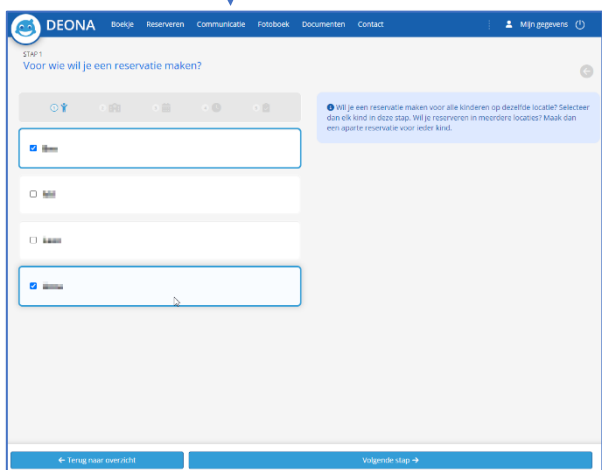 DEONA Boekje Reserveren Communicatie Fotoboek Documenten Contact Mijn gegevens
STAP 1
Voor wie wil je een reservatie maken?
Wil je een reservatie maken voor alle kinderen op dezelfde locatie? Selecteer
dan elk kind in deze stap. Wil je reserveren in meerdere locaties? Maak dan
een aparte reservatie voor ieder kind.
← Terug naar overzicht
Volgende stap →